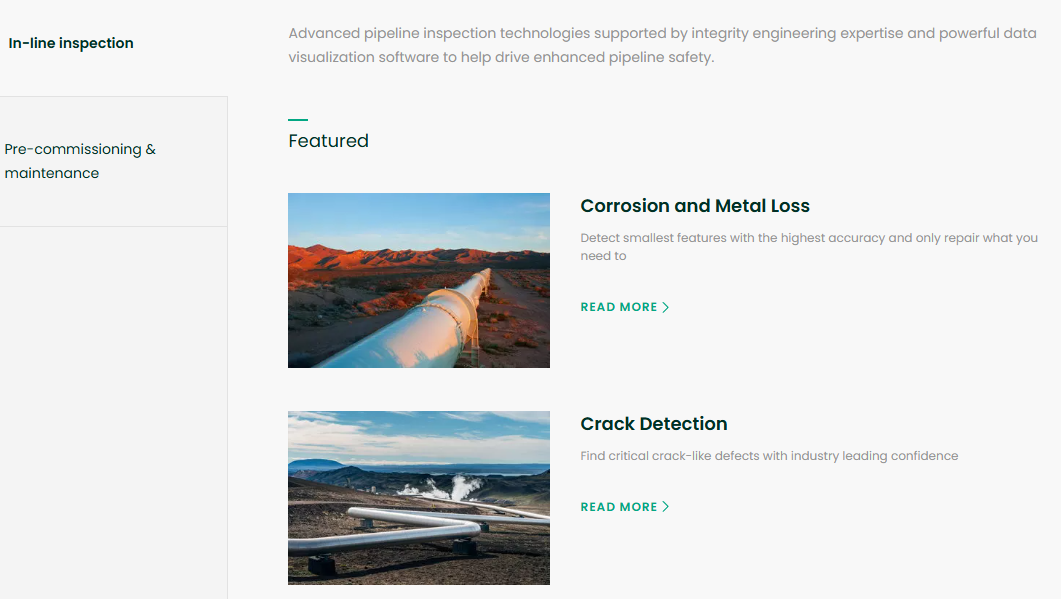 In-line inspection
Pre-commissioning &
maintenance
Advanced pipeline inspection technologies supported by integrity engineering expertise and powerful data
visualization software to help drive enhanced pipeline safety.
Featured
Corrosion and Metal Loss
Detect smallest features with the highest accuracy and only repair what you
need to
READ MORE
Crack Detection
Find critical crack-like defects with industry leading confidence
READ MORE